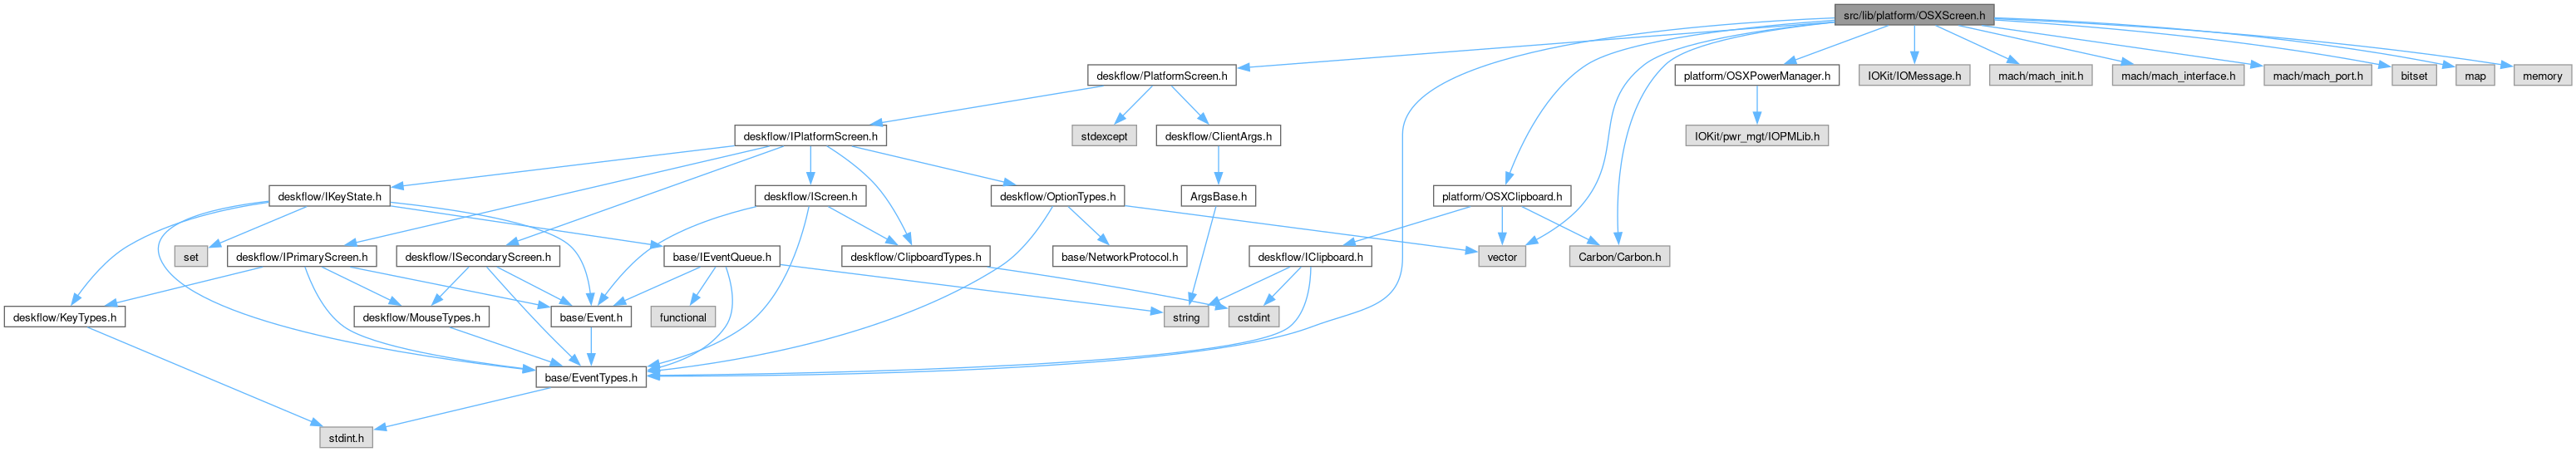 src/lib/platform/OSXScreen.h
deskflow/PlatformScreen.h
platform/OSXPowerManager.h
IOKit/IOMessage.h
mach/mach_init.h
mach/mach_interface.h
mach/mach_port.h
bitset
map
memory
deskflow/IPlatformScreen.h
stdexcept
deskflow/ClientArgs.h
IOKit/pwr_mgt/IOPMLib.h
deskflow/IKeyState.h
deskflow/IScreen.h
deskflow/OptionTypes.h
ArgsBase.h
platform/OSXClipboard.h
set
deskflow/IPrimaryScreen.h
deskflow/ISecondaryScreen.h
base/IEventQueue.h
deskflow/ClipboardTypes.h
base/NetworkProtocol.h
deskflow/IClipboard.h
vector
Carbon/Carbon.h
deskflow/KeyTypes.h
deskflow/MouseTypes.h
base/Event.h
functional
string
cstdint
base/EventTypes.h
stdint.h